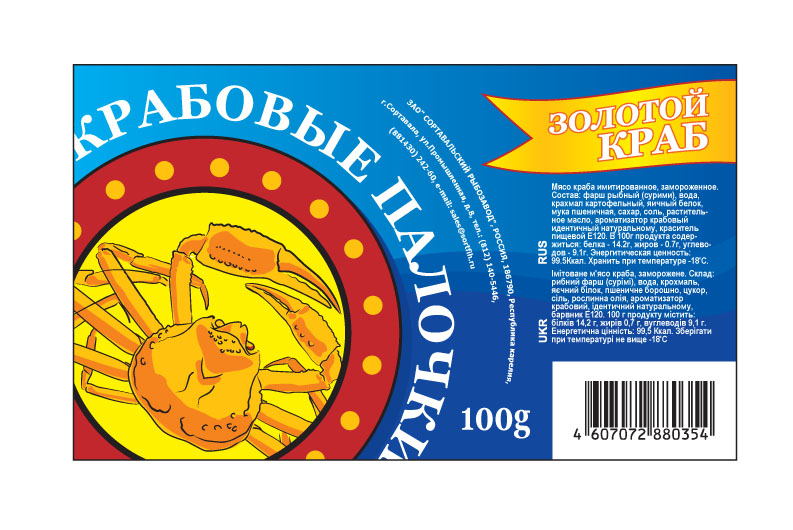 КРАБОВЫЕ ПАЛОЧКИ
ЗАО" СОРТАВАЛЬСКИЙ РЫБОЗАВОД", РОССИЯ, 186790, Республика карелия,
г.Сортавала, ул.Промышленная, д.8, тел.: (812) 140-5446,
(881430) 242-60, e-mail: sales@sortfih.ru
ЗОЛОТОЙ
КРАБ
RUS
Мясо краба имитированное, замороженное.
Состав: фарш рыбный (сурими), вода,
крахмал картофельный, яичный белок,
мука пшеничная, сахар, соль, раститель-
ное масло, ароматизатор крабовый
идентичный натуральному, краситель
пищевой Е120. В 100г продукта содер-
житься: белка - 14.2г, жиров - 0.7г, углево-
дов - 9.1г. Энергетическая ценность:
99.5Ккал. Хранить при температуре -18˚С.
UKR
Імітоване м'ясо краба, заморожене. Склад:
рибний фарш (сурімі), вода, крохмаль,
яєчний білок, пшеничне борошно, цукор,
сіль, рослинна олія, ароматизатор
крабовий, ідентичний натуральному,
барвник Е120. 100 г продукту містить:
білків 14,2 г, жирів 0,7 г, вуглеводів 9,1 г.
Енергетична цінність: 99,5 Ккал. Зберігати
при температурі не вище -18˚С
100g
4 607072 880354